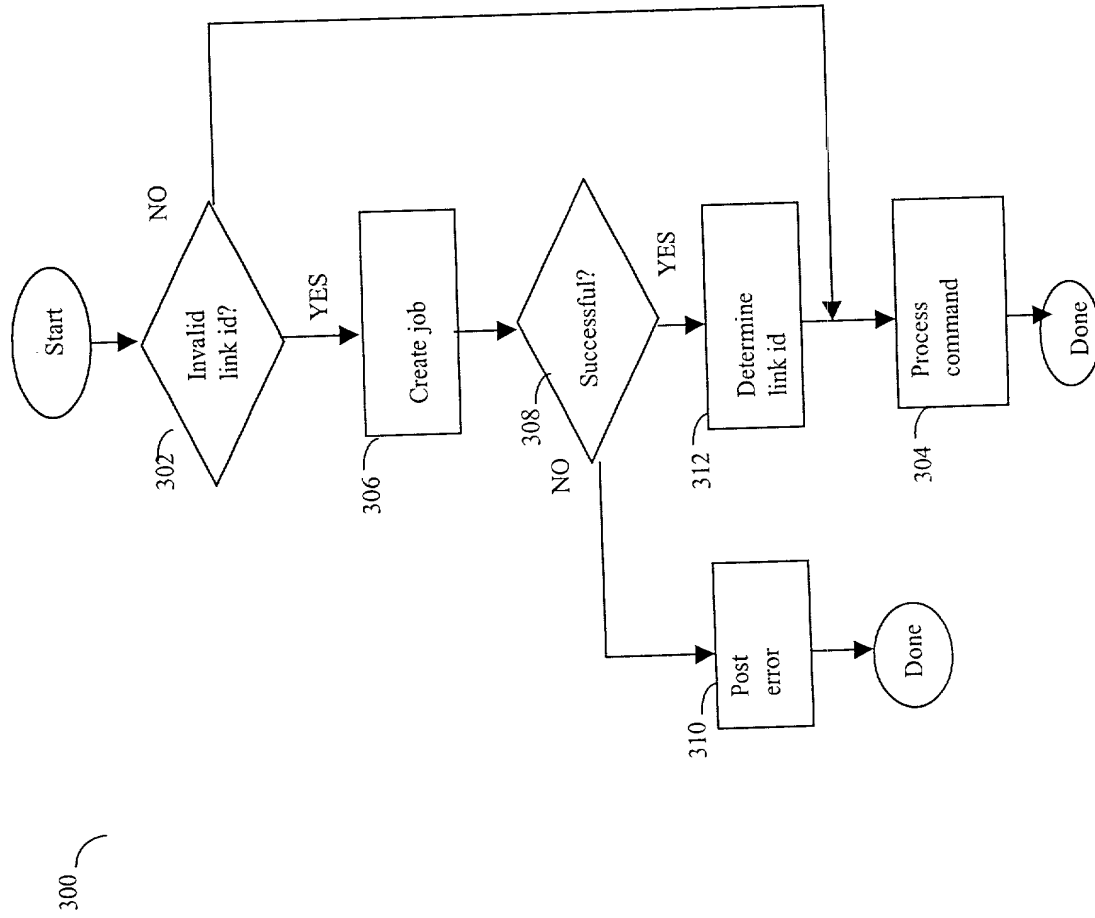 300
Start
302
Invalid
link id?
NO
YES
306
Create job
308
Successful?
NO
YES
310
Post
error
312
Determine
link id
304
Process
command
Done
Done